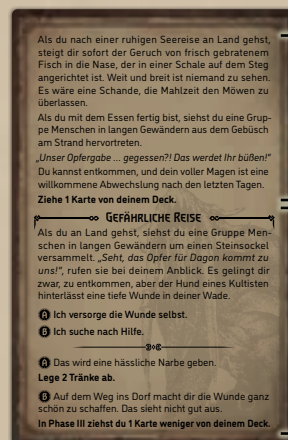 Als du nach einer ruhigen Seereise an Land gehst,
steigt dir sofort der Geruch von frisch gebratenem
Fisch in die Nase, der in einer Schale auf dem Steg
angerichtet ist. Weit und breit ist niemand zu sehen.
Es wäre eine Schande, die Mahlzeit den Möwen zu
überlassen.
Als du mit dem Essen fertig bist, siehst du eine Grup-
pe Menschen in langen Gewändern aus dem Gebüsch
am Strand hervortreten.
„Unser Opfergabe ... gegessen?! Das werdet Ihr büßen!"
Du kannst entkommen, und dein voller Magen ist eine
willkommene Abwechslung nach den letzten Tagen.
Ziehe 1 Karte von deinem Deck.
Gefährliche Reise
Als du an Land gehst, siehst du eine Gruppe Men-
schen in langen Gewändern um einen Steinsockel
versammelt. „Seht, das Opfer für Dagon kommt zu
uns!", rufen sie bei deinem Anblick. Es gelingt dir
zwar, zu entkommen, aber der Hund eines Kultisten
hinterlässt eine tiefe Wunde in deiner Wade.
A Ich versorge die Wunde selbst.
B Ich suche nach Hilfe.
A Das wird eine hässliche Narbe geben.
Lege 2 Tränke ab.
B Auf dem Weg ins Dorf macht dir die Wunde ganz
schön zu schaffen. Das sieht nicht gut aus.
In Phase III ziehst du 1 Karte weniger von deinem Deck.